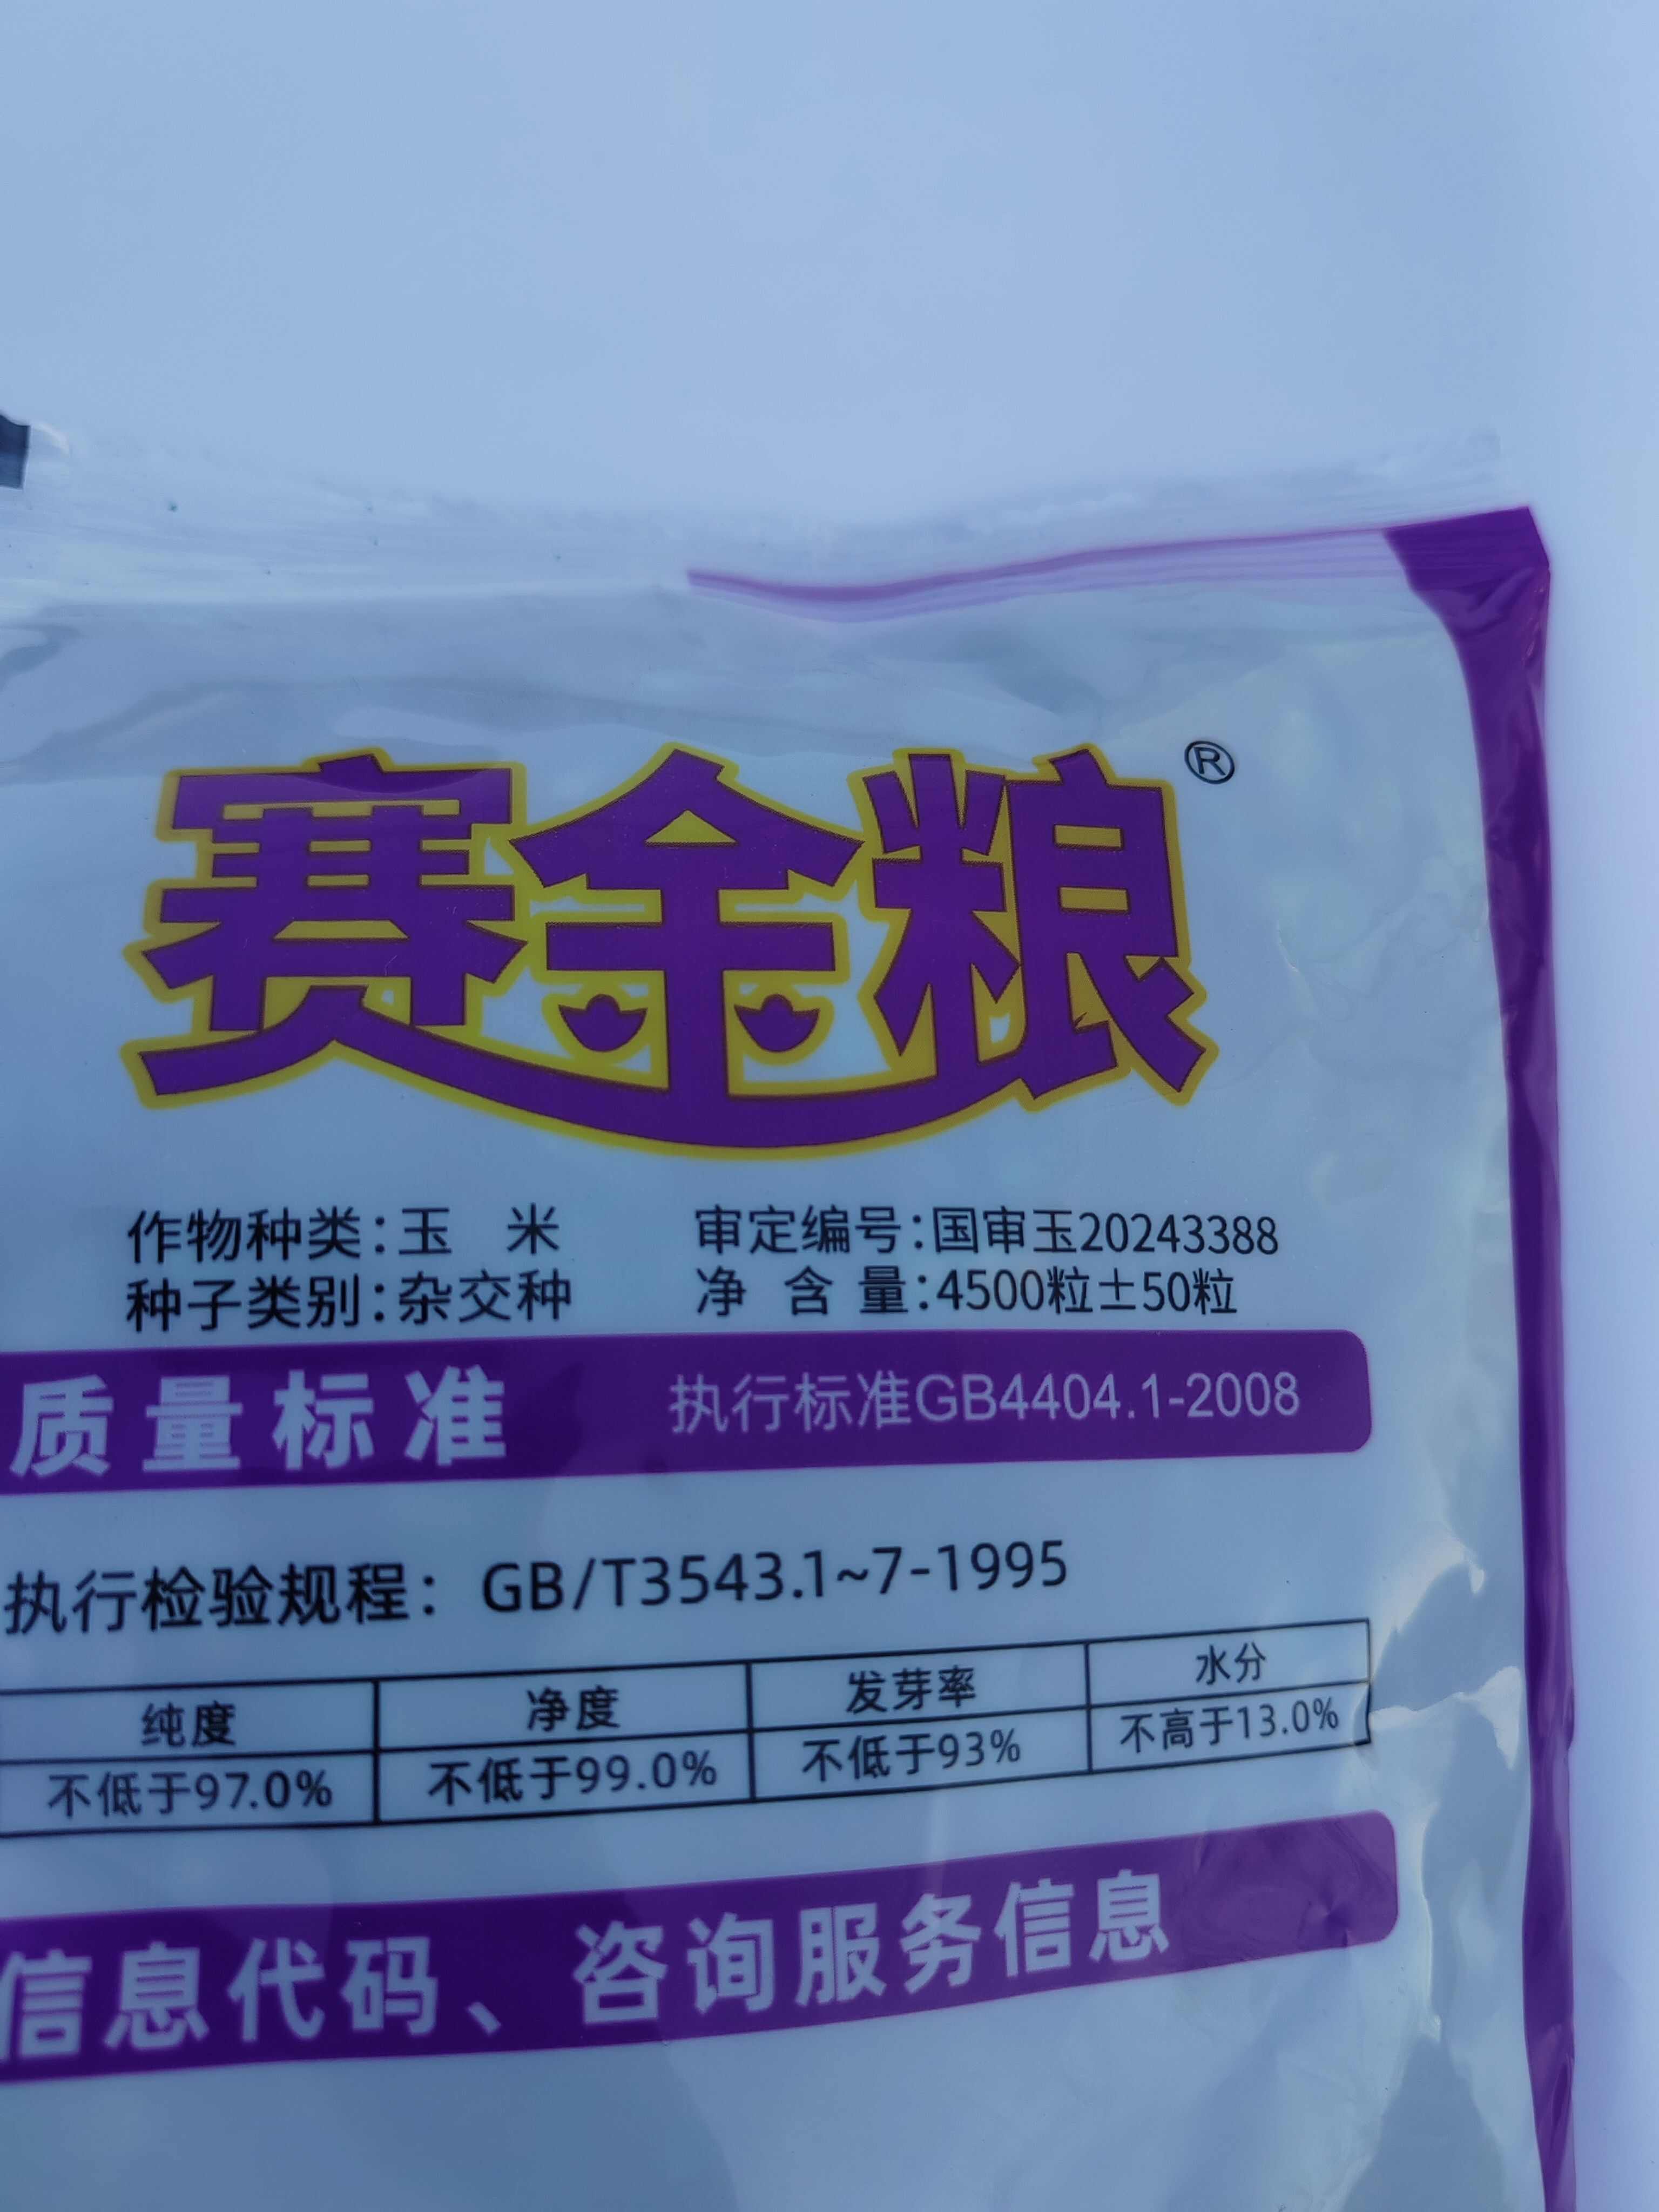 赛金粮®
作物种类:玉 米 审定编号:国审玉20243388
种子类别:杂交种 净 含 量:4500粒±50粒
质量标准 执行标准GB4404.1-2008
执行检验规程: GB/T3543.1~7-1995
纯度 净度 发芽率 水分
不低于97.0% 不低于99.0% 不低于93% 不高于13.0%
信息代码、咨询服务信息